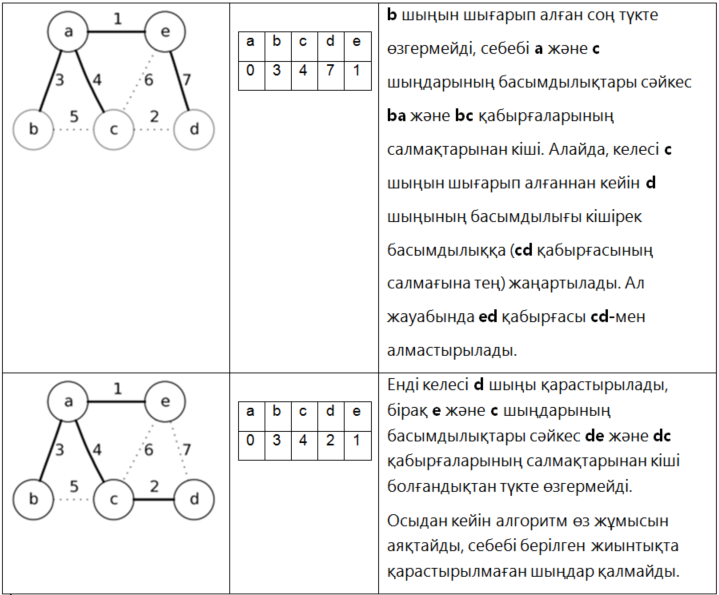 a 1 e
3 4 6 7
5 2
b c d
a b c d e
0 3 4 7 1
b шыңын шығарып алған соң түкте
өзгермейді, себебі a және c
шыңдарының басымдылықтары сәйкес
ba және bc қабырғаларының
салмақтарынан кіші. Алайда, келесі c
шыңын шығарып алғаннан кейін d
шыңының басымдылығы кішірек
басымдылыққа (cd қабырғасының
салмағына тең) жаңартылады. Ал
жауабында ed қабырғасы cd-мен
алмастырылады.
a 1 e
3 4 6 7
5 2
b c d
a b c d e
0 3 4 2 1
Енді келесі d шыңы қарастырылады,
бірақ e және c шыңдарының
басымдылықтары сәйкес de және dc
қабырғаларының салмақтарынан кіші
болғандықтан түкте өзгермейді.
Осыдан кейін алгоритм өз жұмысын
аяқтайды, себебі берілген жиынтықта
қарастырылмаған шыңдар қалмайды.